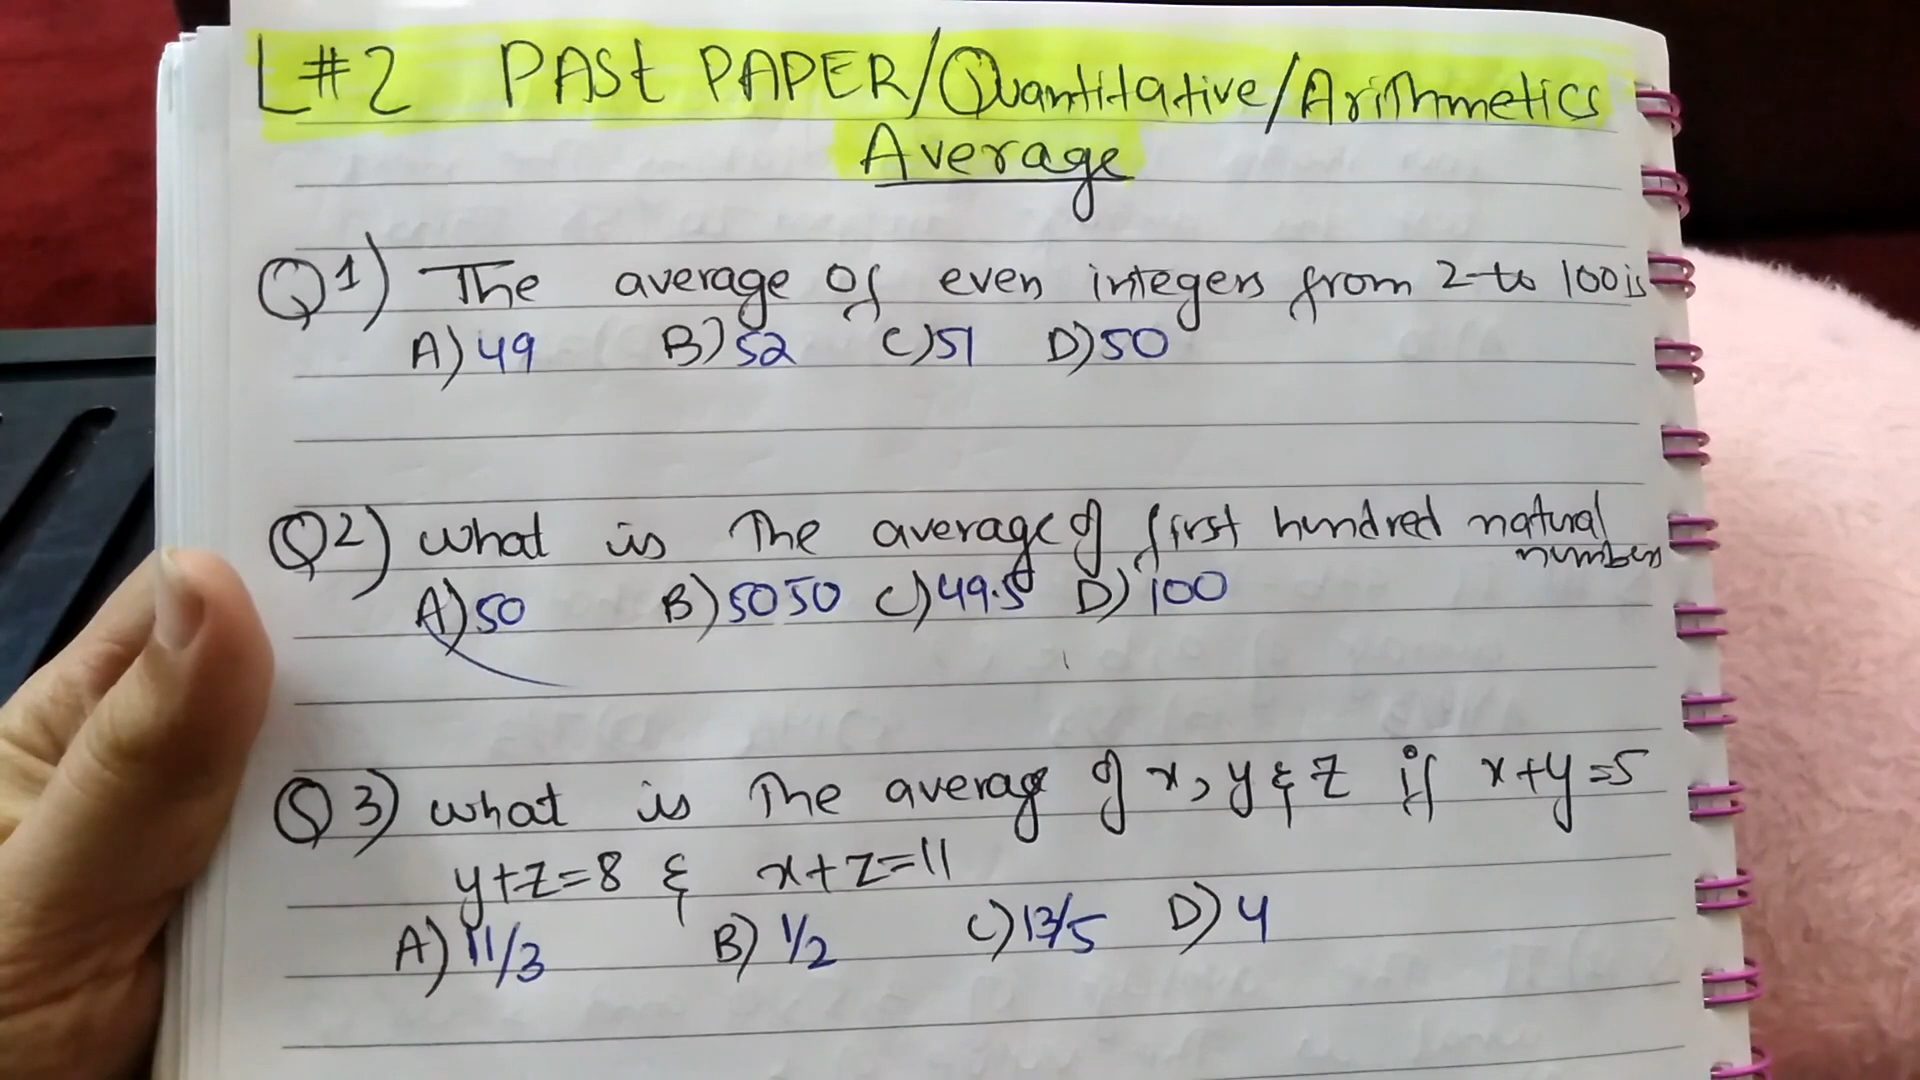 L#2 PAST PAPER/Quantitative/Arithmetics
Average
Q1) The average of even integers from 2 to 100 is
A) 49 B) 52 C) 51 D) 50
Q2) what is the average of first hundred natural
numbers
A) 50 B) 5050 C) 49.5 D) 100
Q3) what is the average of x, y & z if x+y=5
y+z=8 & x+z=11
A) 11/3 B) 1/2 C) 13/5 D) 4